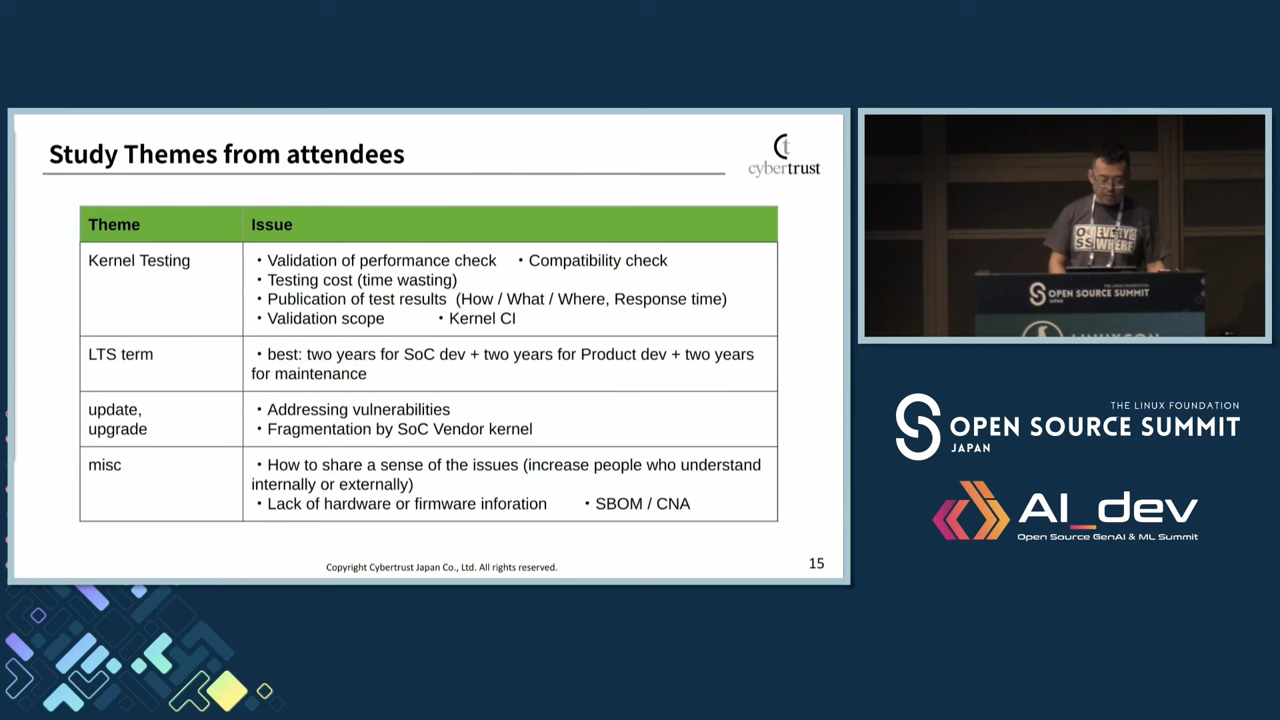 Study Themes from attendees
cybertrust
Theme Issue
Kernel Testing ・Validation of performance check ・Compatibility check
・Testing cost (time wasting)
・Publication of test results (How / What / Where, Response time)
・Validation scope ・Kernel CI
LTS term ・best: two years for SoC dev + two years for Product dev + two years
for maintenance
update, ・Addressing vulnerabilities
upgrade ・Fragmentation by SoC Vendor kernel
misc ・How to share a sense of the issues (increase people who understand
internally or externally)
・Lack of hardware or firmware inforation ・SBOM / CNA
Copyright Cybertrust Japan Co., Ltd. All rights reserved.
15
OPEN SOURCE SUMMIT
JAPAN
THE LINUX FOUNDATION
OPEN SOURCE SUMMIT
JAPAN
AI_dev
Open Source GenAI & ML Summit